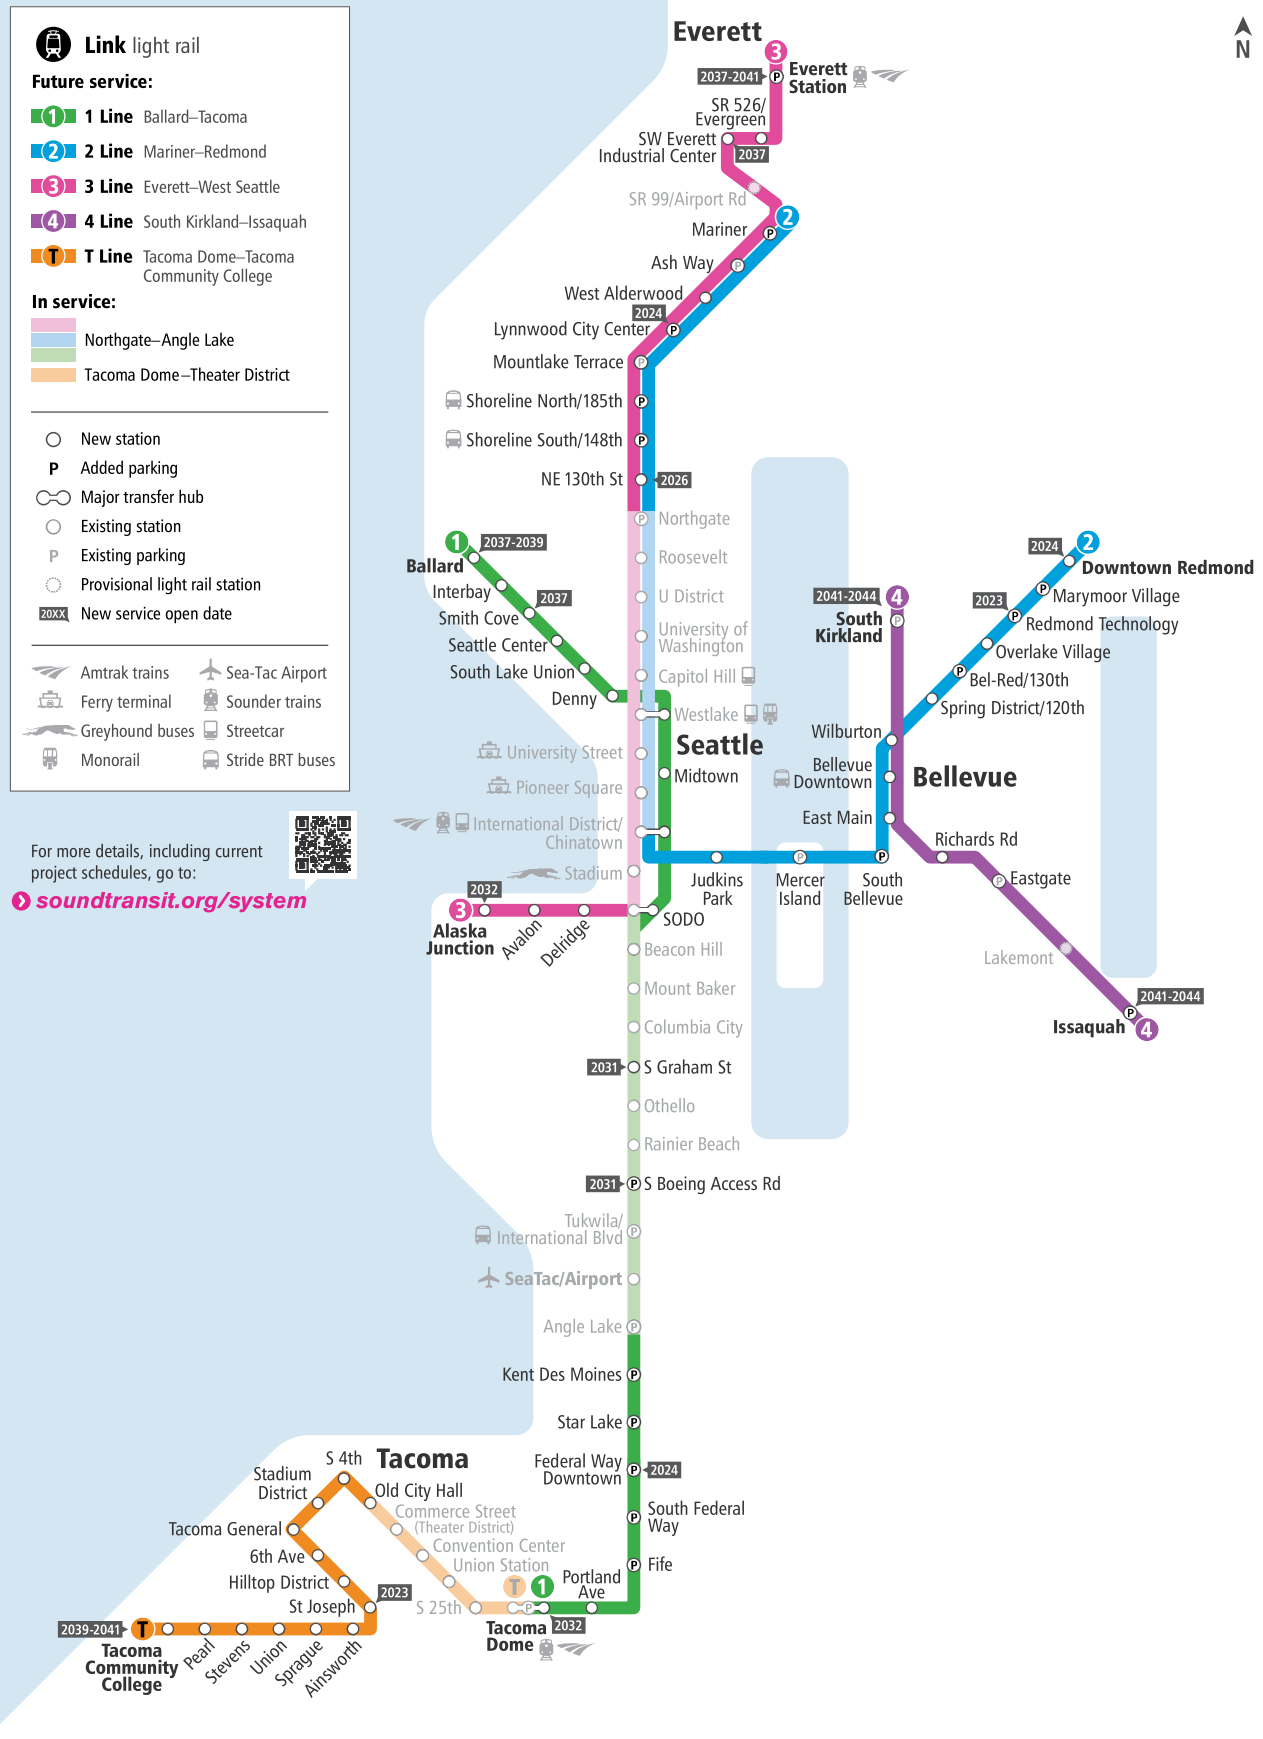 Link light rail
Future service:
1 1 Line Ballard–Tacoma
2 2 Line Mariner–Redmond
3 3 Line Everett–West Seattle
4 4 Line South Kirkland–Issaquah
T T Line Tacoma Dome–Tacoma
Community College
In service:
Northgate–Angle Lake
Tacoma Dome–Theater District
New station
P Added parking
Major transfer hub
Existing station
P Existing parking
Provisional light rail station
20XX New service open date
Amtrak trains
Sea-Tac Airport
Ferry terminal
Sounder trains
Greyhound buses
Streetcar
Monorail
Stride BRT buses
For more details, including current
project schedules, go to:
soundtransit.org/system
N
Everett
3
2037-2041
P
Everett
Station
SR 526/
Evergreen
SW Everett
Industrial Center
2037
SR 99/Airport Rd
2
Mariner
P
Ash Way
P
West Alderwood
2024
Lynnwood City Center
P
Mountlake Terrace
P
Shoreline North/185th
P
Shoreline South/148th
P
NE 130th St
2026
P
Northgate
Roosevelt
U District
University of
Washington
Capitol Hill
Westlake
Seattle
University Street
Midtown
Pioneer Square
International District/
Chinatown
Stadium
SODO
1
2037-2039
Ballard
Interbay
2037
Smith Cove
Seattle Center
South Lake Union
Denny
2032
3
Alaska
Junction
Avalon
Delridge
Judkins
Park
P
Mercer
Island
P
South
Bellevue
East Main
Bellevue
Downtown
Bellevue
Wilburton
Spring District/120th
P
Bel-Red/130th
Overlake Village
2023
P
Redmond Technology
P
Marymoor Village
2024
2
Downtown Redmond
2041-2044
4
South
Kirkland
P
Richards Rd
P
Eastgate
Lakemont
2041-2044
P
Issaquah
4
Beacon Hill
Mount Baker
Columbia City
2031
S Graham St
Othello
Rainier Beach
2031
P
S Boeing Access Rd
Tukwila/
International Blvd
P
SeaTac/Airport
Angle Lake
P
Kent Des Moines
P
Star Lake
P
Federal Way
Downtown
P
2024
P
South Federal
Way
P
Fife
Portland
Ave
T
1
P
2032
Tacoma
Dome
S 25th
Union Station
Convention Center
Commerce Street
(Theater District)
Old City Hall
Tacoma
S 4th
Stadium
District
Tacoma General
6th Ave
Hilltop District
2023
St Joseph
Ainsworth
Sprague
Union
Stevens
Pearl
2039-2041
T
Tacoma
Community
College